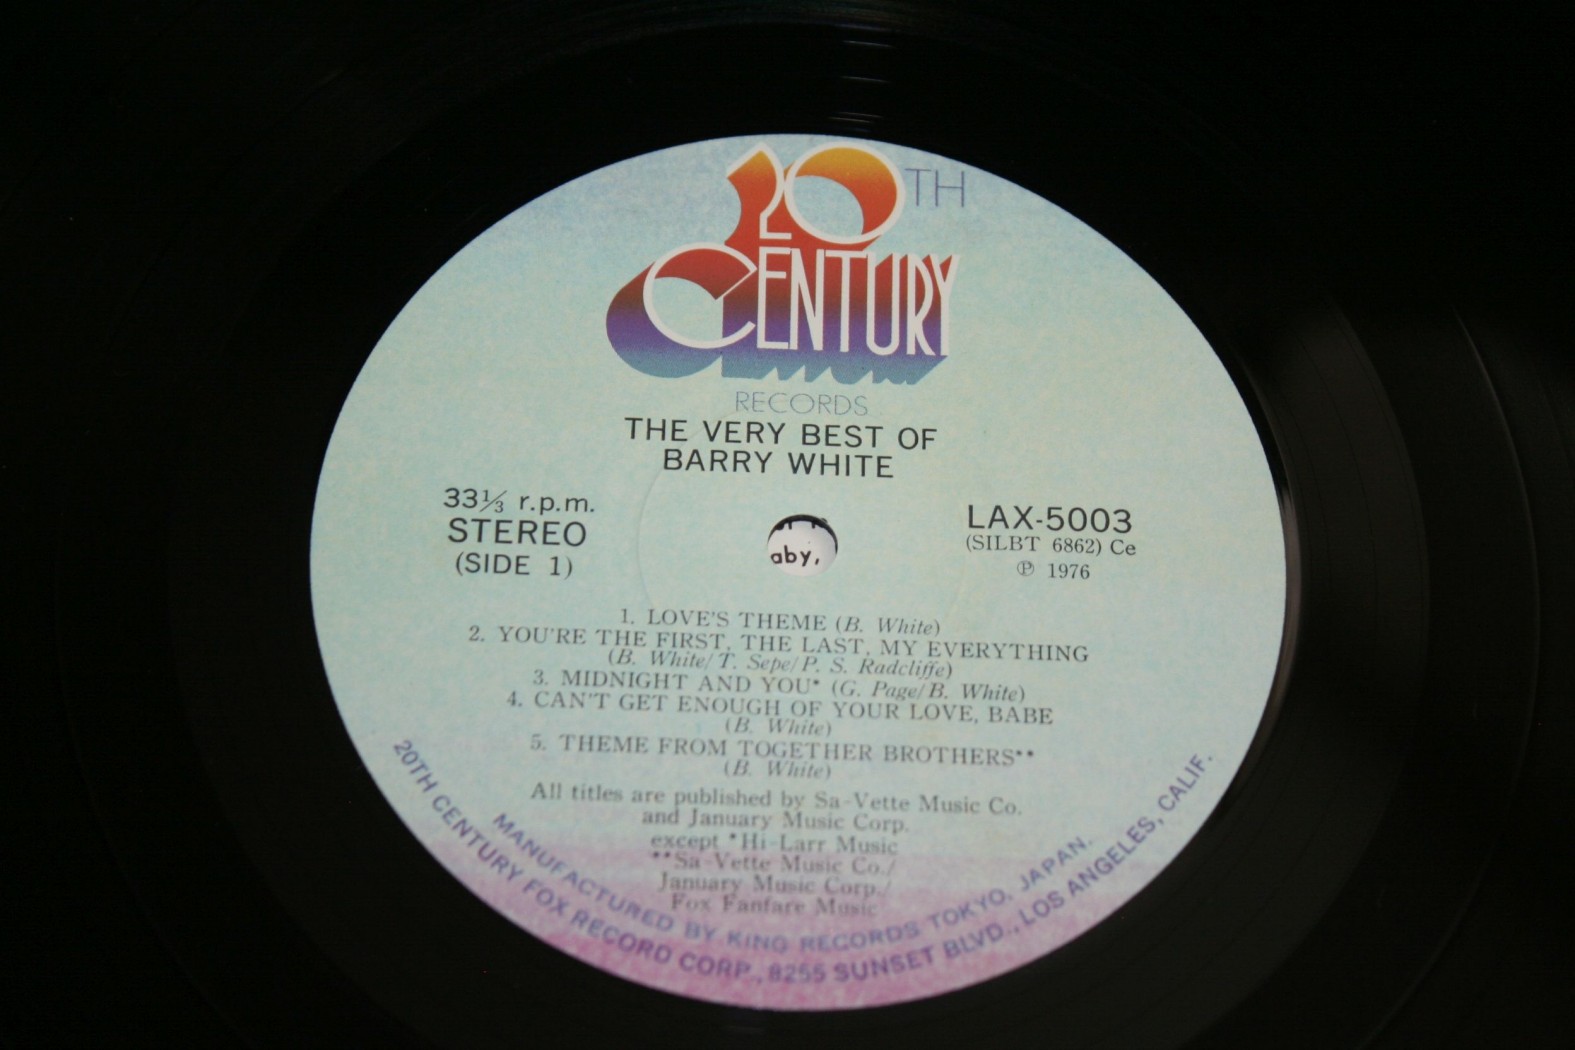 20TH
CENTURY
RECORDS
THE VERY BEST OF
BARRY WHITE
33⅓ r.p.m.
STEREO
(SIDE 1)
LAX-5003
(SILBT 6862) Ce
℗ 1976
aby,
1. LOVE'S THEME (B. White)
2. YOU'RE THE FIRST, THE LAST, MY EVERYTHING
(B. White/T. Sepe/P. S. Radcliffe)
3. MIDNIGHT AND YOU* (G. Page/B. White)
4. CAN'T GET ENOUGH OF YOUR LOVE, BABE
(B. White)
5. THEME FROM TOGETHER BROTHERS**
(B. White)
All titles are published by Sa-Vette Music Co.
and January Music Corp.
except *Hi-Larr Music
**Sa-Vette Music Co./
January Music Corp./
Fox Fanfare Music
MANUFACTURED BY KING RECORDS TOKYO, JAPAN.
20TH CENTURY FOX RECORD CORP., 8255 SUNSET BLVD., LOS ANGELES, CALIF.